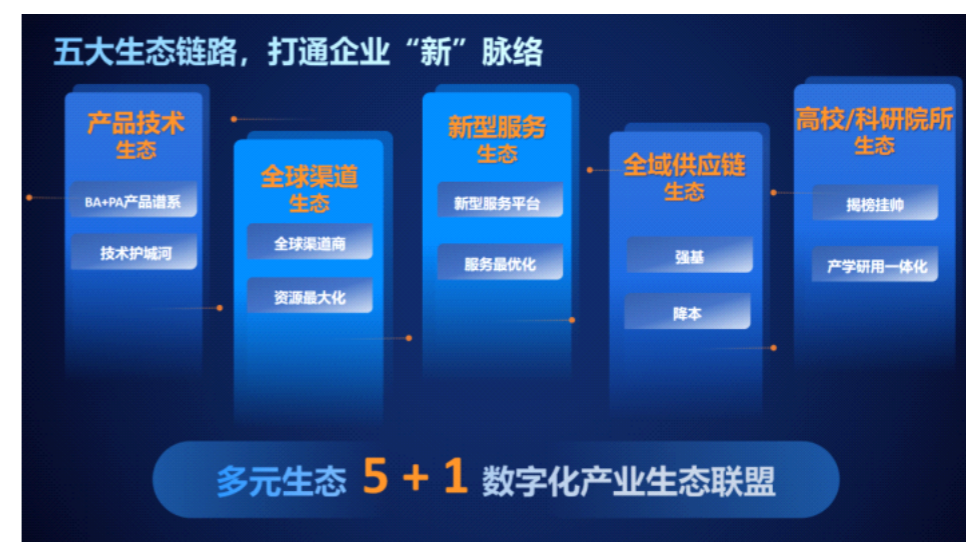 五大生态链路，打通企业“新”脉络
产品技术
生态
BA+PA产品谱系
技术护城河
全球渠道
生态
全球渠道商
资源最大化
新型服务
生态
新型服务平台
服务最优化
全域供应链
生态
强基
降本
高校/科研院所
生态
揭榜挂帅
产学研用一体化
多元生态 5 + 1 数字化产业生态联盟